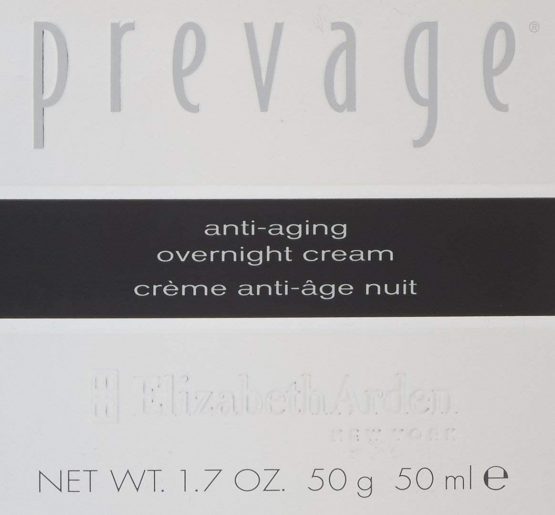 prevage®
anti-aging
overnight cream
crème anti-âge nuit
Elizabeth Arden
NEW YORK
NET WT. 1.7 OZ. 50 g 50 ml ℮